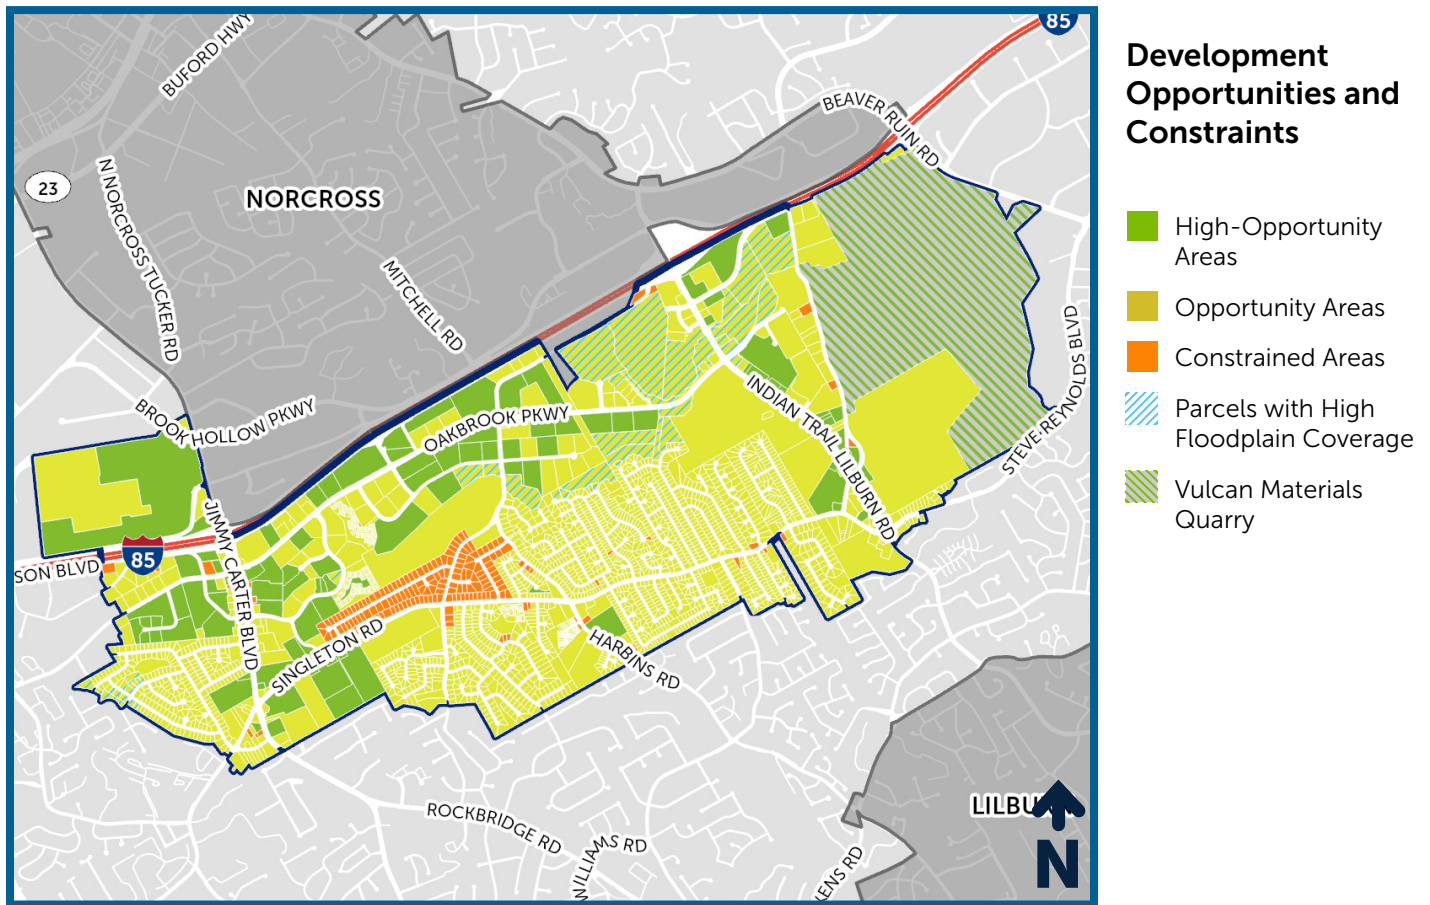 85
BUFORD HWY
BEAVER RUIN RD
23
NORCROSS
N NORCROSS TUCKER RD
MITCHELL RD
STEVE REYNOLDS BLVD
BROOK HOLLOW PKWY
OAKBROOK PKWY
INDIAN TRAIL LILBURN RD
JIMMY CARTER BLVD
85
SON BLVD
SINGLETON RD
HARBINS RD
ROCKBRIDGE RD
WILLIAMS RD
KENS RD
LILBU
N
Development
Opportunities and
Constraints
High-Opportunity
Areas
Opportunity Areas
Constrained Areas
Parcels with High
Floodplain Coverage
Vulcan Materials
Quarry